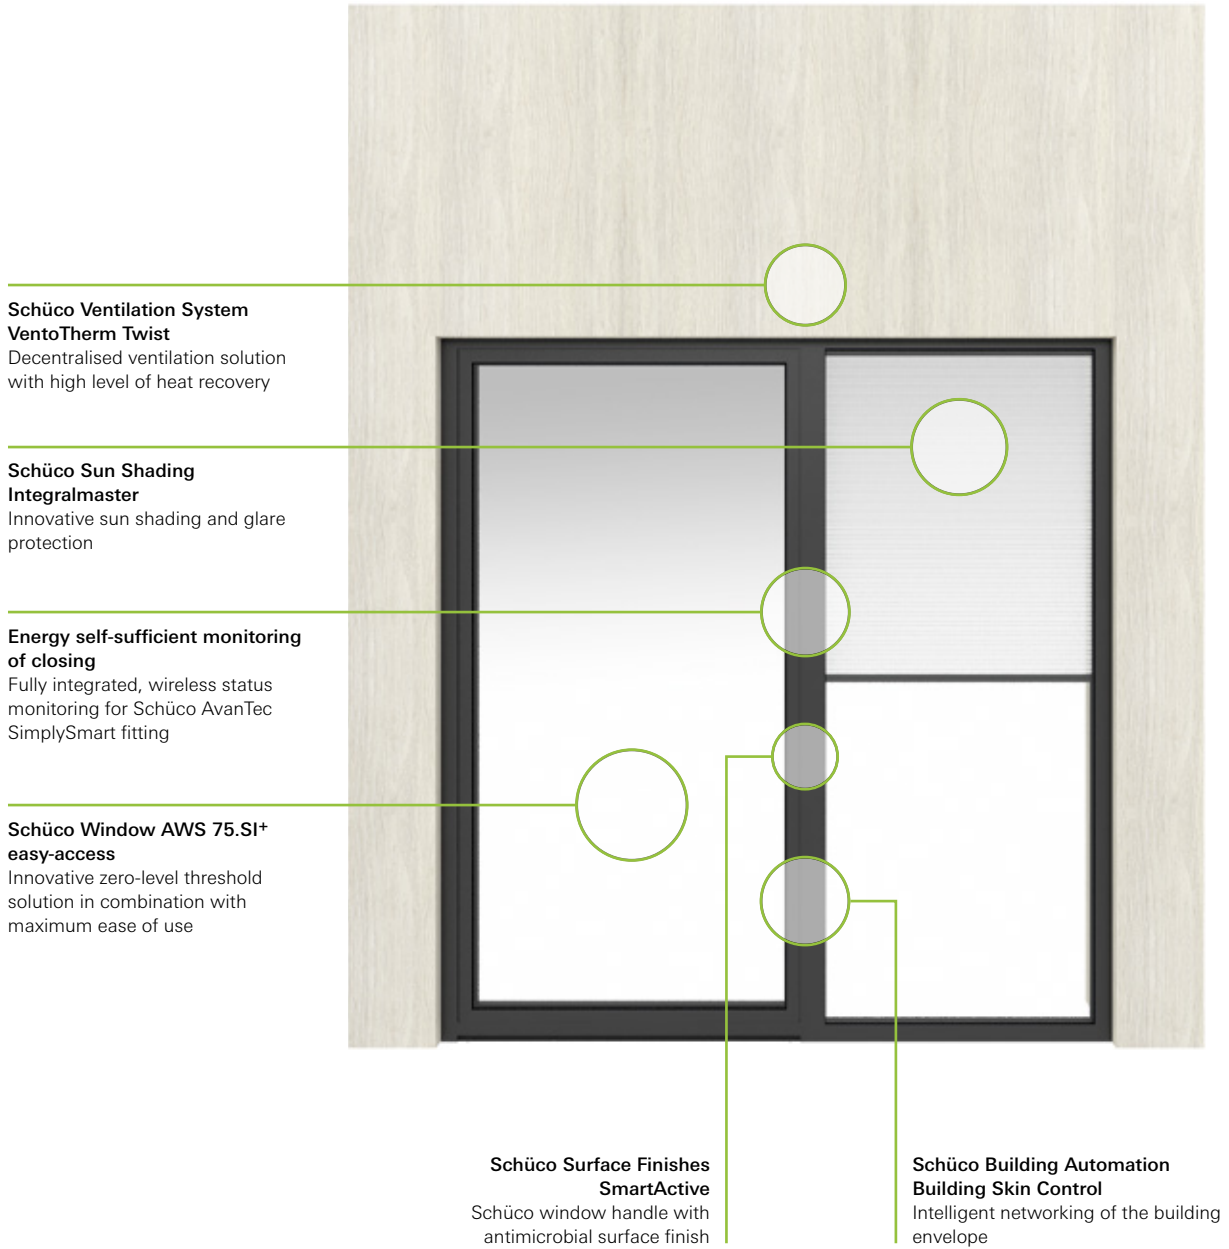 Schüco Ventilation System
VentoTherm Twist
Decentralised ventilation solution
with high level of heat recovery
Schüco Sun Shading
Integralmaster
Innovative sun shading and glare
protection
Energy self-sufficient monitoring
of closing
Fully integrated, wireless status
monitoring for Schüco AvanTec
SimplySmart fitting
Schüco Window AWS 75.SI⁺
easy-access
Innovative zero-level threshold
solution in combination with
maximum ease of use
Schüco Surface Finishes
SmartActive
Schüco window handle with
antimicrobial surface finish
Schüco Building Automation
Building Skin Control
Intelligent networking of the building
envelope